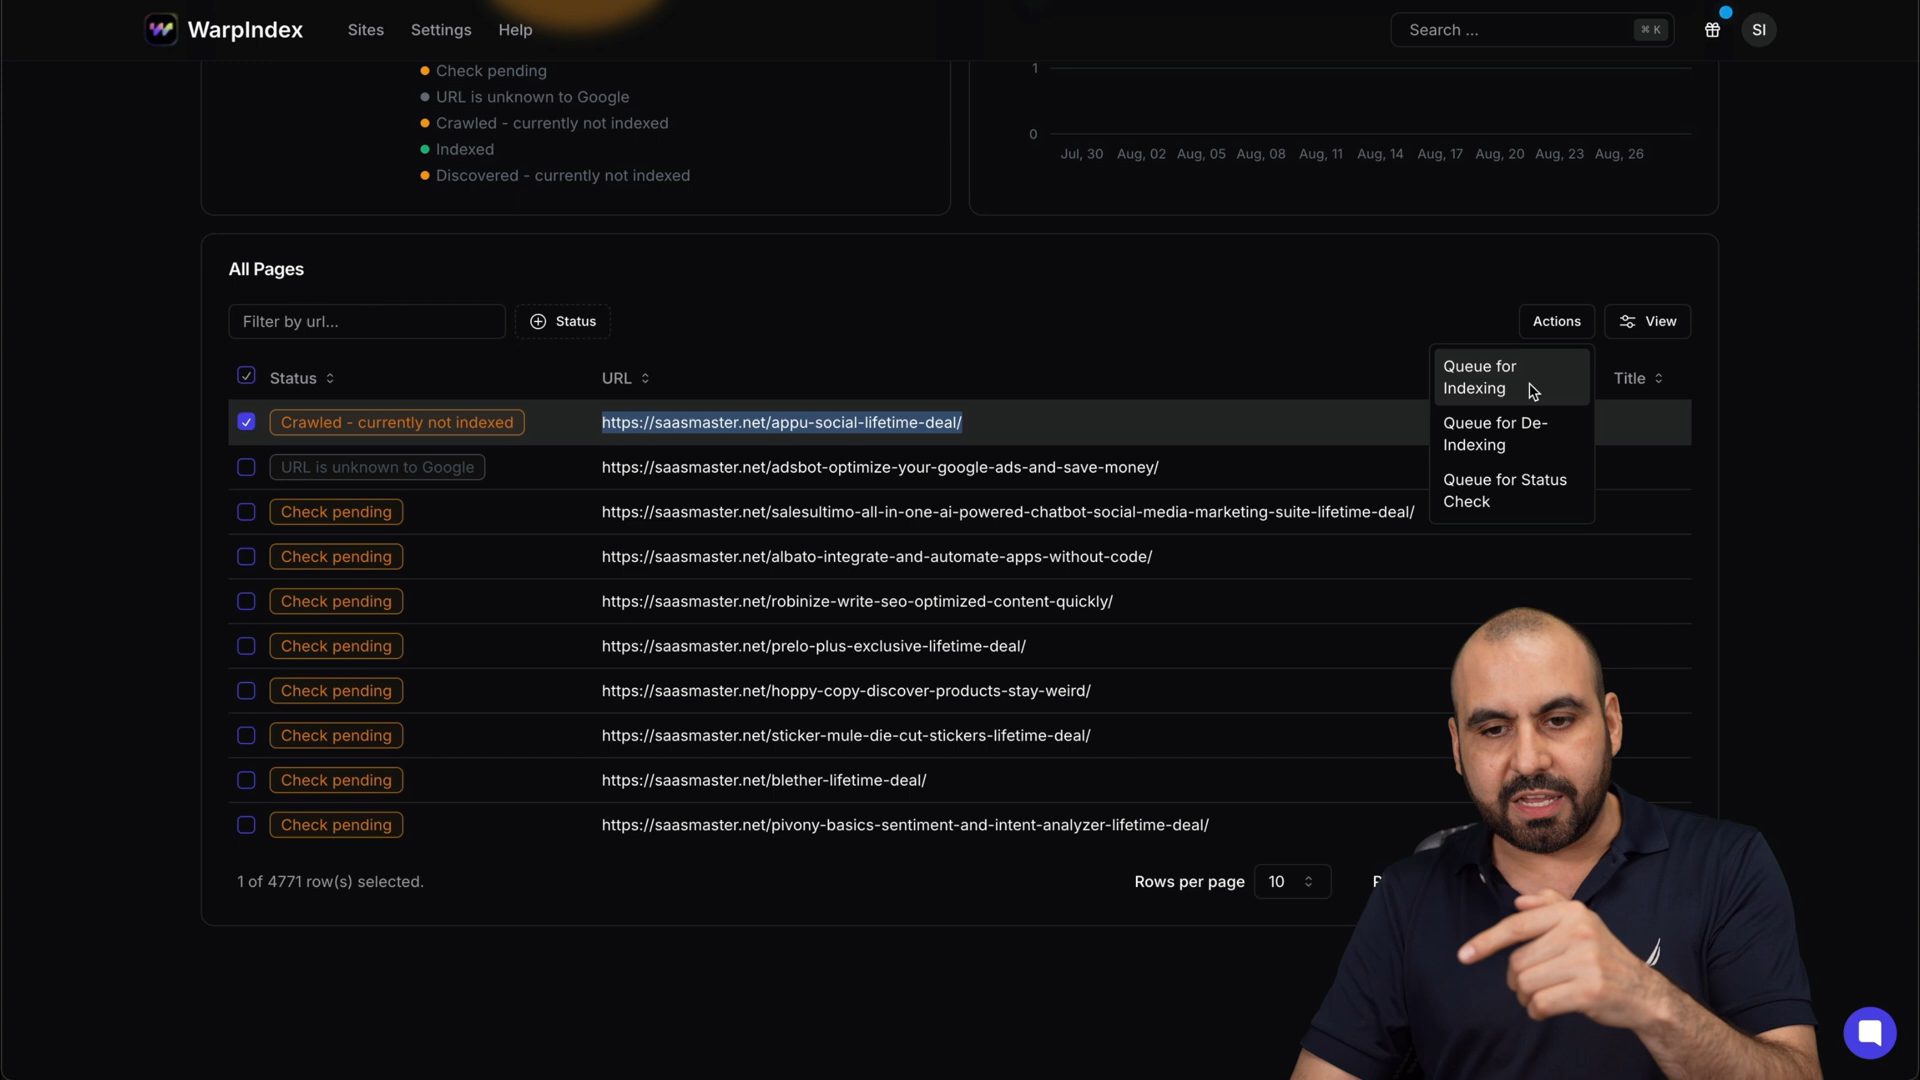 WarpIndex Sites Settings Help Search ... ⌘ K SI
Check pending
URL is unknown to Google
Crawled - currently not indexed
Indexed
Discovered - currently not indexed
1
0
Jul, 30 Aug, 02 Aug, 05 Aug, 08 Aug, 11 Aug, 14 Aug, 17 Aug, 20 Aug, 23 Aug, 26
All Pages
Filter by url... Status Actions View
Status URL Title
Queue for
Indexing
Queue for De-
Indexing
Queue for Status
Check
Crawled - currently not indexed https://saasmaster.net/appu-social-lifetime-deal/
URL is unknown to Google https://saasmaster.net/adsbot-optimize-your-google-ads-and-save-money/
Check pending https://saasmaster.net/salesultimo-all-in-one-ai-powered-chatbot-social-media-marketing-suite-lifetime-deal/
Check pending https://saasmaster.net/albato-integrate-and-automate-apps-without-code/
Check pending https://saasmaster.net/robinize-write-seo-optimized-content-quickly/
Check pending https://saasmaster.net/prelo-plus-exclusive-lifetime-deal/
Check pending https://saasmaster.net/hoppy-copy-discover-products-stay-weird/
Check pending https://saasmaster.net/sticker-mule-die-cut-stickers-lifetime-deal/
Check pending https://saasmaster.net/blether-lifetime-deal/
Check pending https://saasmaster.net/pivony-basics-sentiment-and-intent-analyzer-lifetime-deal/
1 of 4771 row(s) selected. Rows per page 10